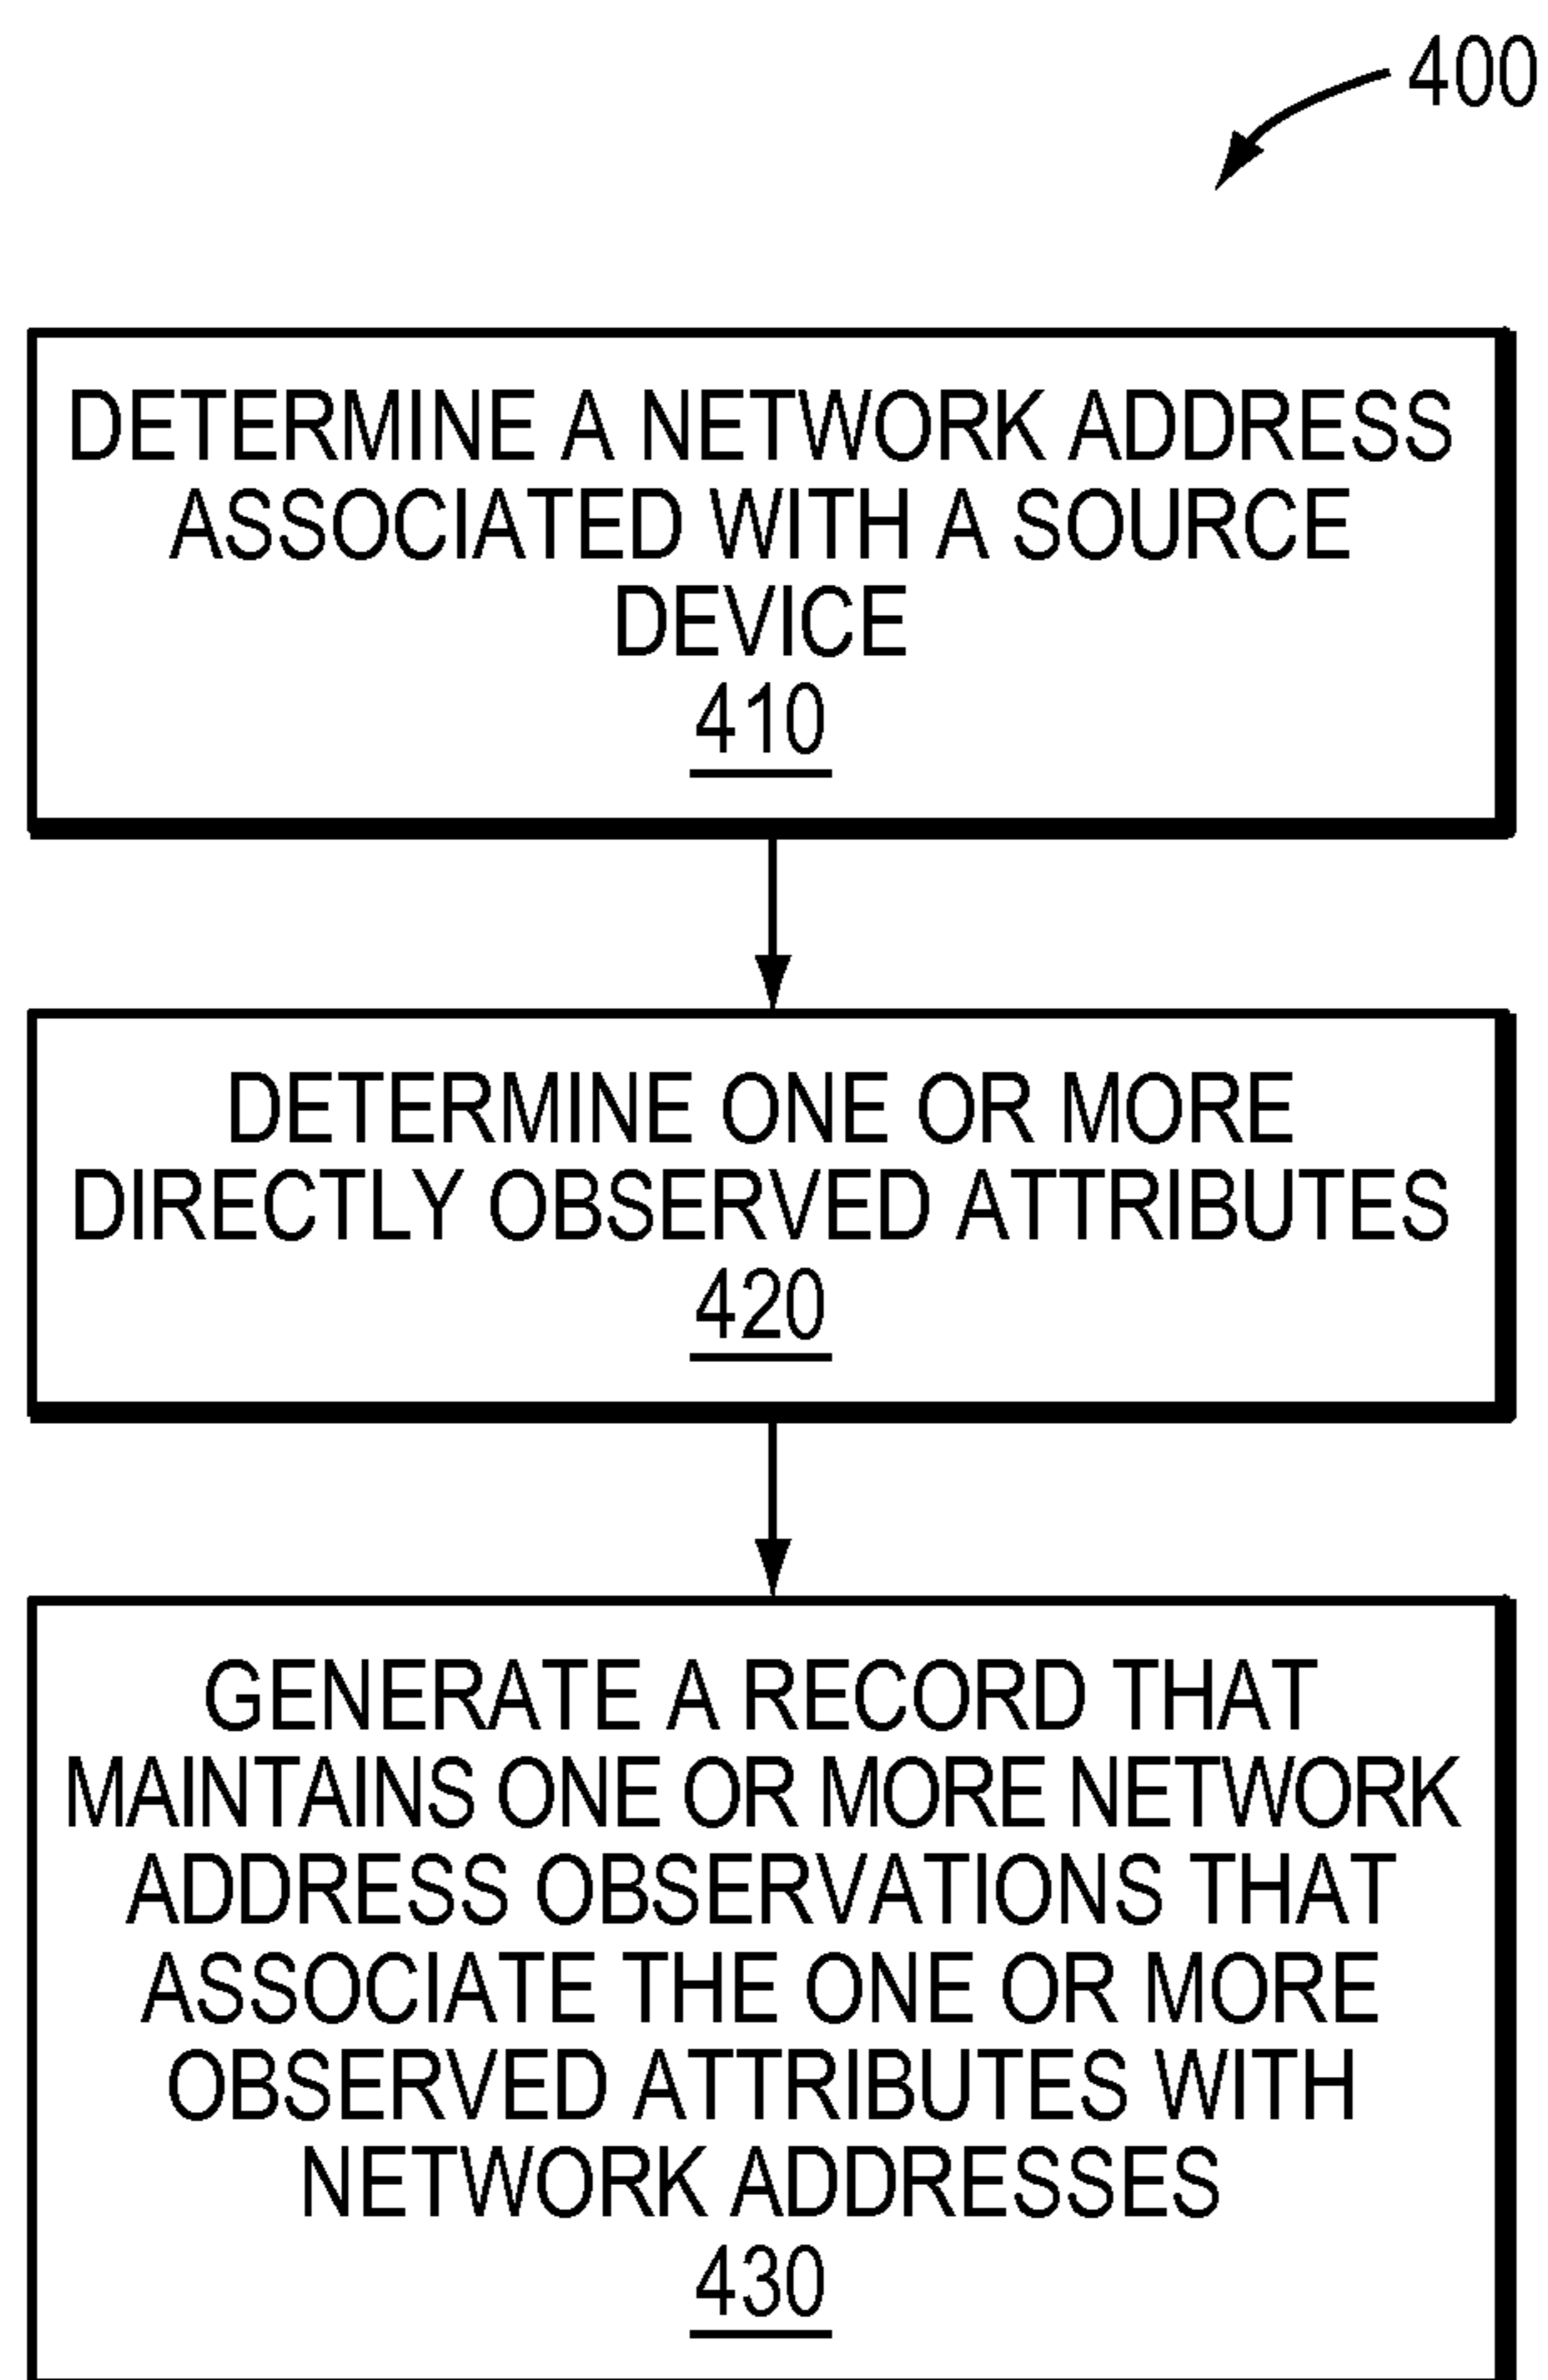 400
DETERMINE A NETWORK ADDRESS
ASSOCIATED WITH A SOURCE
DEVICE
410
DETERMINE ONE OR MORE
DIRECTLY OBSERVED ATTRIBUTES
420
GENERATE A RECORD THAT
MAINTAINS ONE OR MORE NETWORK
ADDRESS OBSERVATIONS THAT
ASSOCIATE THE ONE OR MORE
OBSERVED ATTRIBUTES WITH
NETWORK ADDRESSES
430